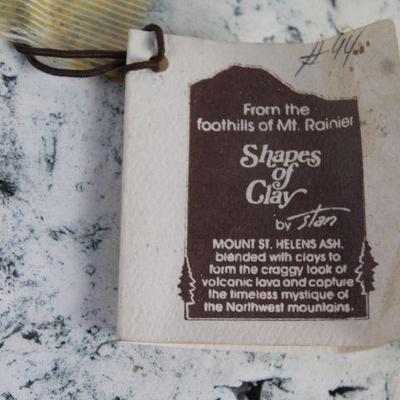 #94
From the
foothills of Mt. Rainier
Shapes
of
Clay
by Stan
MOUNT ST. HELENS ASH,
blended with clays to
form the craggy look of
volcanic lava and capture
the timeless mystique of
the Northwest mountains.